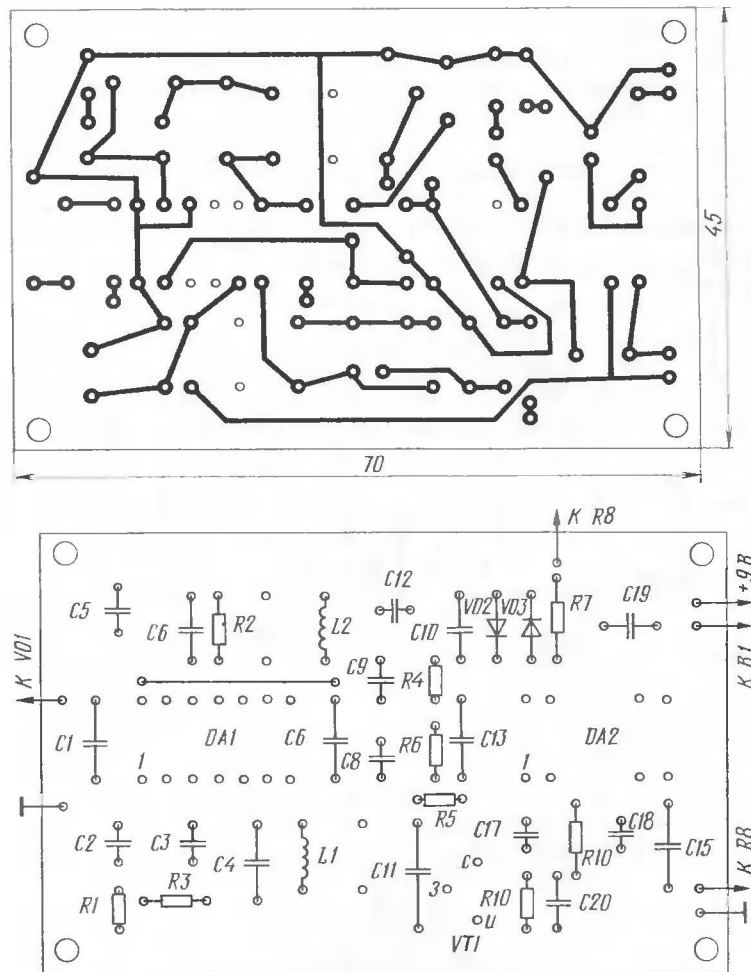 45
70
К R8
+9В
К В1
К VD1
C5
C6
R2
L2
C12
C10
VD2
VD3
R7
C19
C9
R4
C1
1
DA1
C6
C8
R6
C13
1
DA2
R5
C2
C3
C4
L1
C11
C17
C18
R10
C15
К R8
R1
R3
с
з
и
VT1
R10
C20